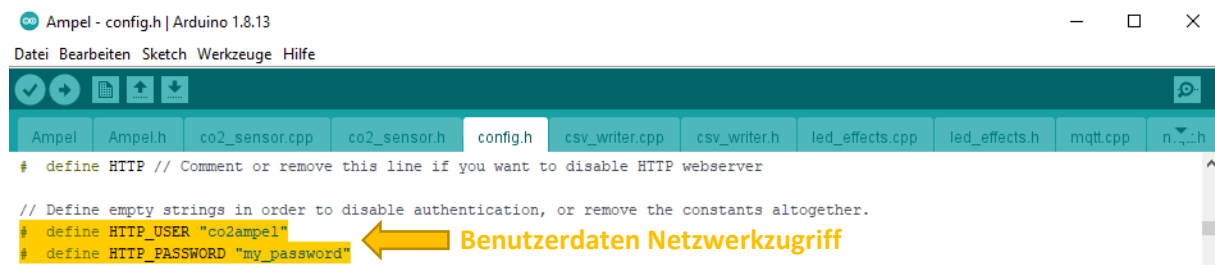 Ampel - config.h | Arduino 1.8.13
Datei Bearbeiten Sketch Werkzeuge Hilfe
Ampel Ampel.h co2_sensor.cpp co2_sensor.h config.h csv_writer.cpp csv_writer.h led_effects.cpp led_effects.h mqtt.cpp
# define HTTP // Comment or remove this line if you want to disable HTTP webserver
// Define empty strings in order to disable authentication, or remove the constants altogether.
# define HTTP_USER "co2ampel"
# define HTTP_PASSWORD "my_password"
Benutzerdaten Netzwerkzugriff